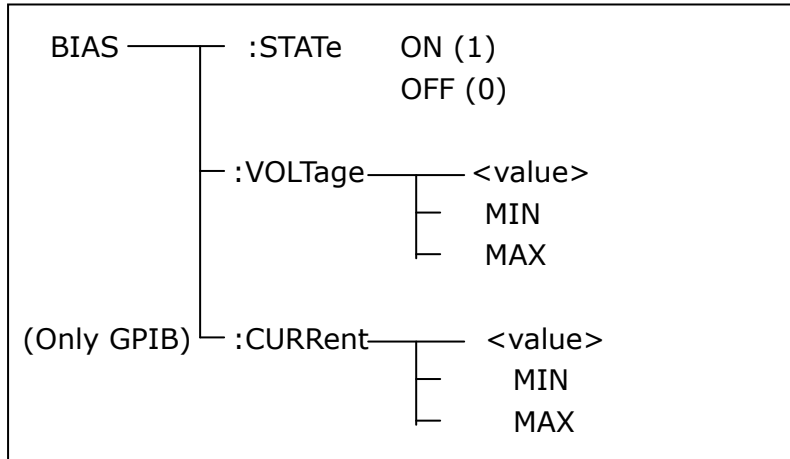 BIAS :STATe ON (1)
OFF (0)
:VOLTage <value>
MIN
MAX
(Only GPIB) :CURRent <value>
MIN
MAX